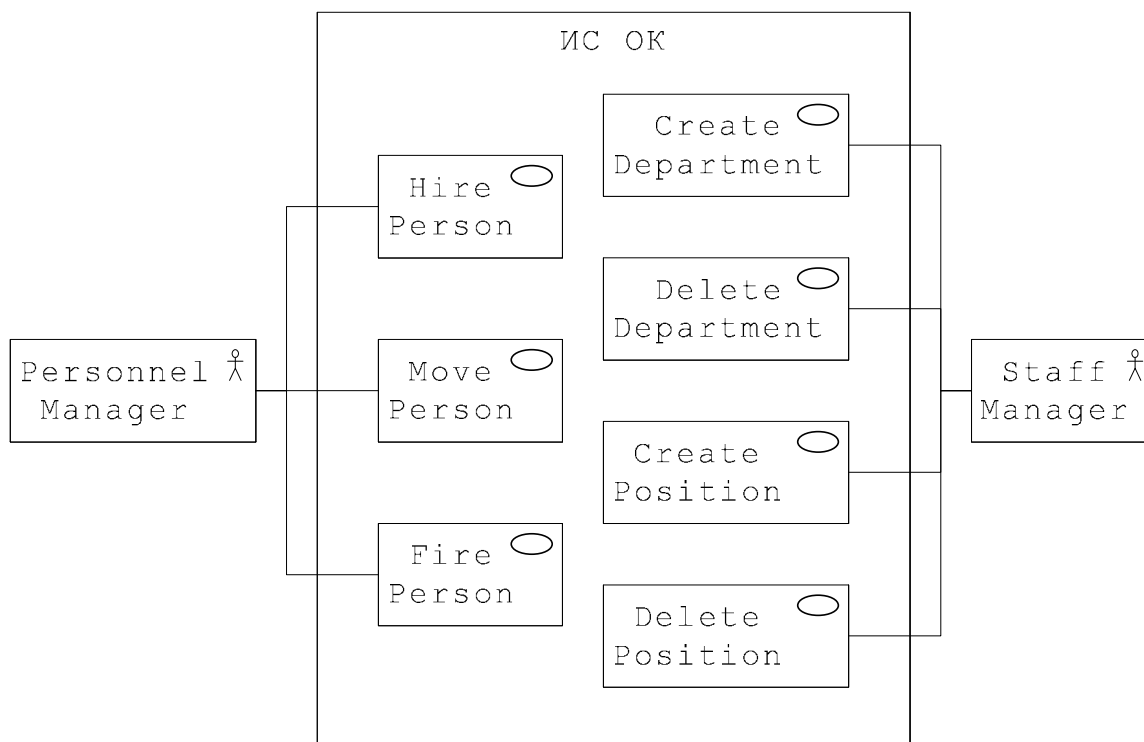 ИС ОК
Create
Department
Hire
Person
Delete
Department
Personnel
Manager
Move
Person
Staff
Manager
Create
Position
Fire
Person
Delete
Position